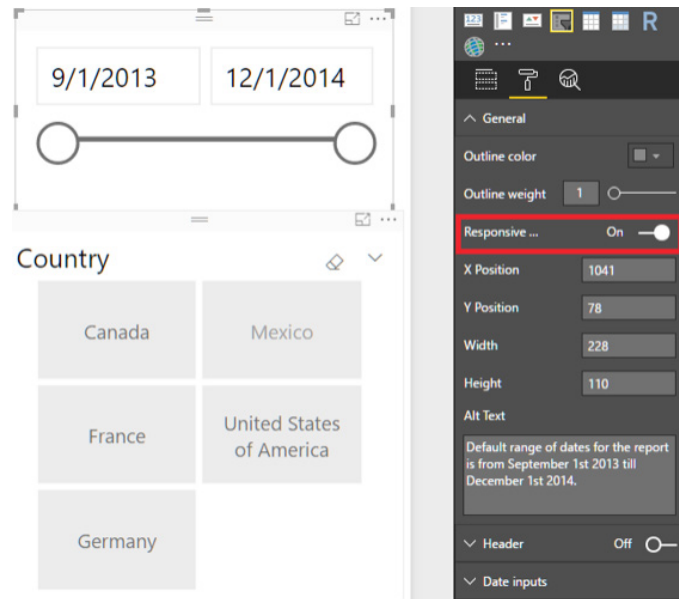 9/1/2013
12/1/2014
Country
Canada
Mexico
France
United States
of America
Germany
123
R
General
Outline color
Outline weight 1
Responsive ... On
X Position 1041
Y Position 78
Width 228
Height 110
Alt Text
Default range of dates for the report
is from September 1st 2013 till
December 1st 2014.
Header Off
Date inputs